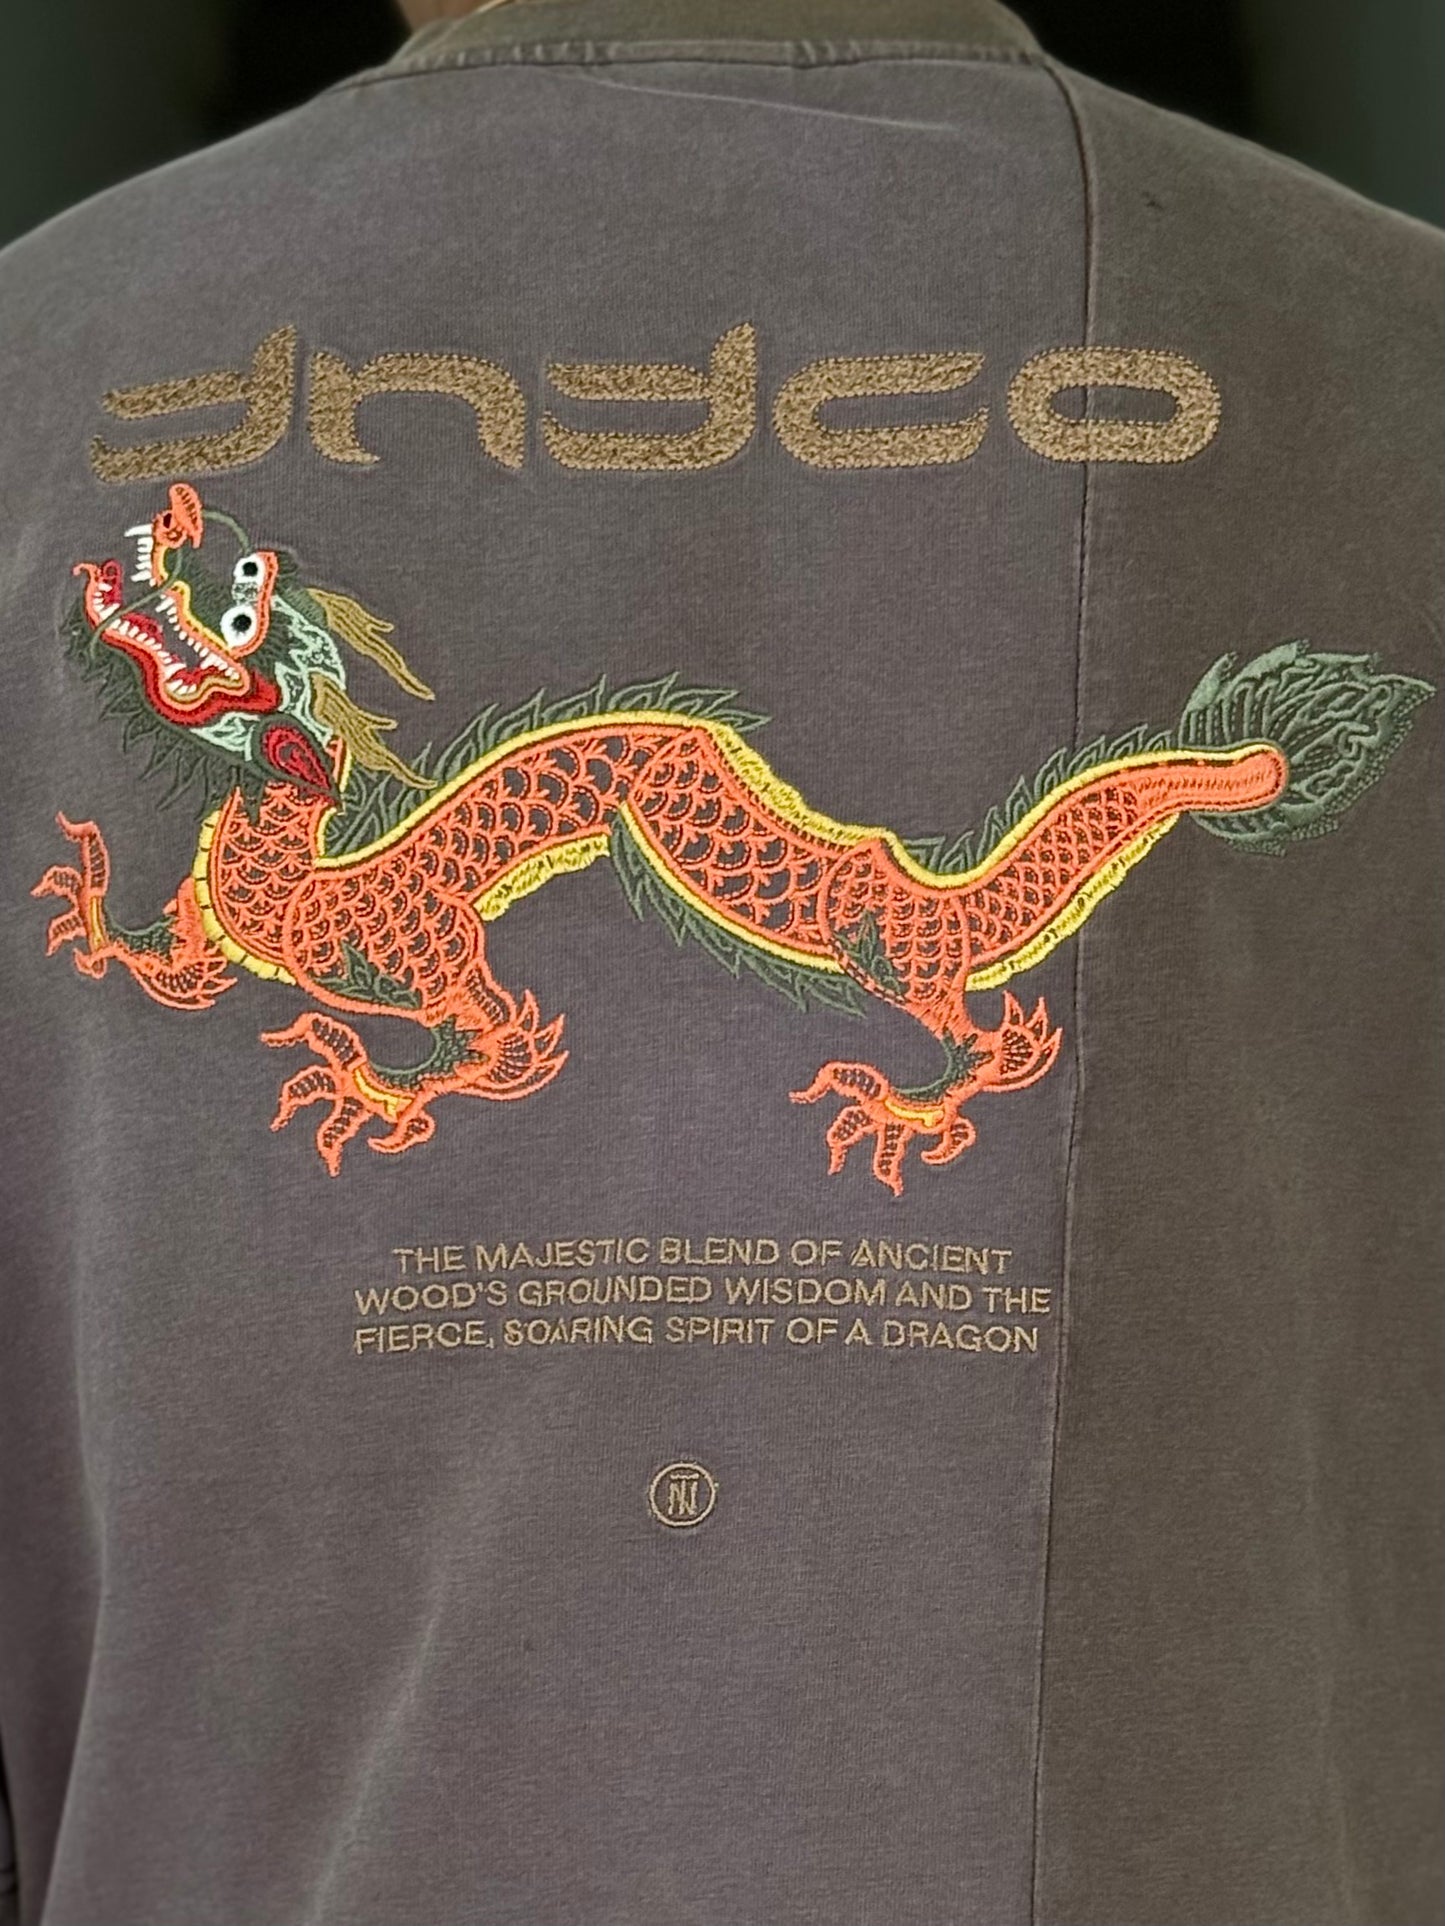 THE MAJESTIC BLEND OF ANCIENT
WOOD'S GROUNDED WISDOM AND THE
FIERCE, SOARING SPIRIT OF A DRAGON